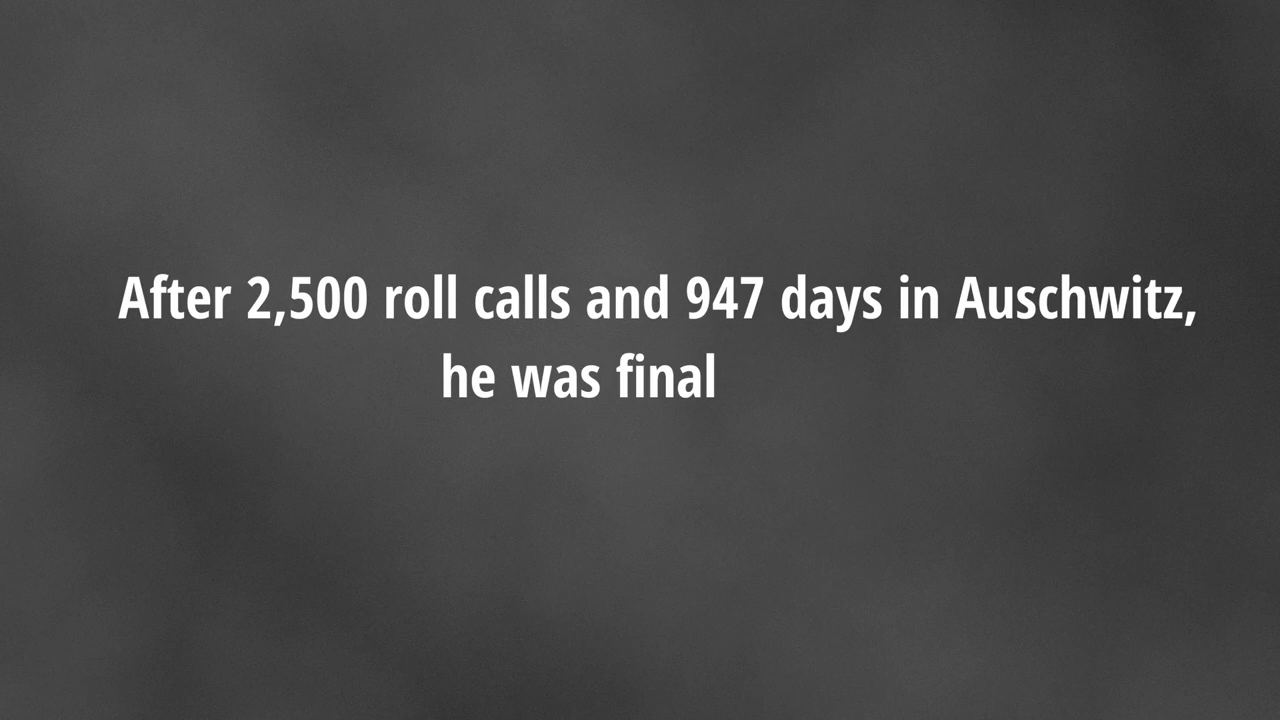 After 2,500 roll calls and 947 days in Auschwitz,
he was final